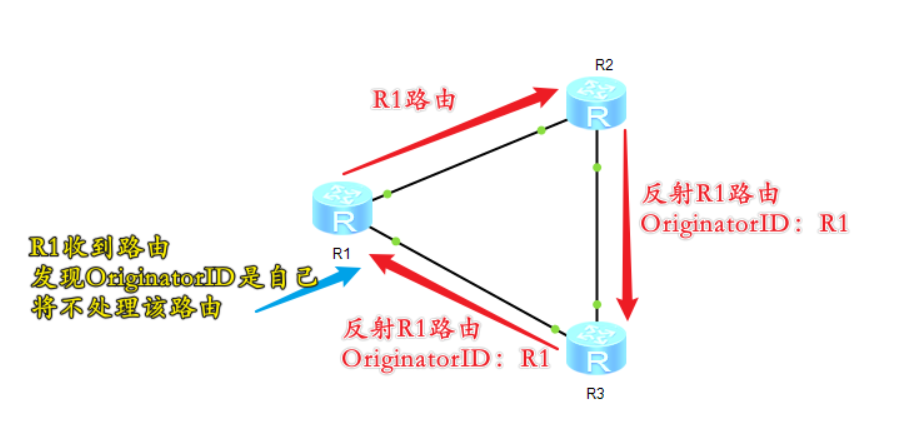 R2
R1路由
R
反射R1路由
OriginatorID：R1
R
R1
R1收到路由
发现OriginatorID是自己
将不处理该路由
反射R1路由
OriginatorID：R1
R
R3